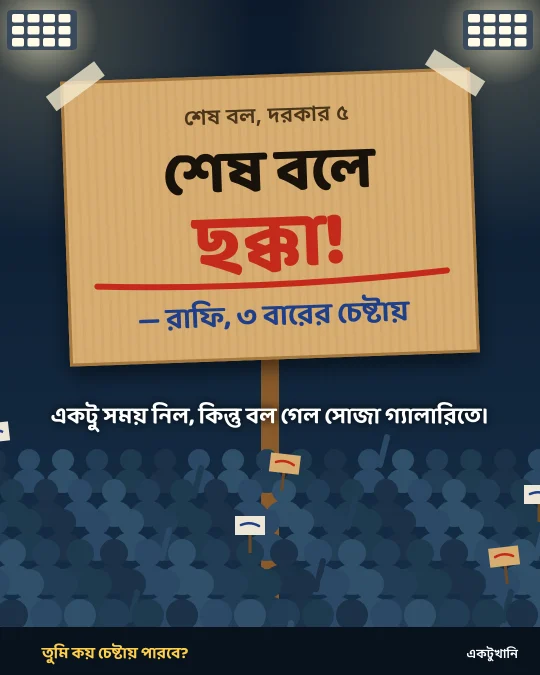 শেষ বল, দরকার ৫
শেষ বলে
ছক্কা!
— রাফি, ৩ বারের চেষ্টায়
একটু সময় নিল, কিন্তু বল গেল সোজা গ্যালারিতে।
তুমি কয় চেষ্টায় পারবে?
একটুখানি